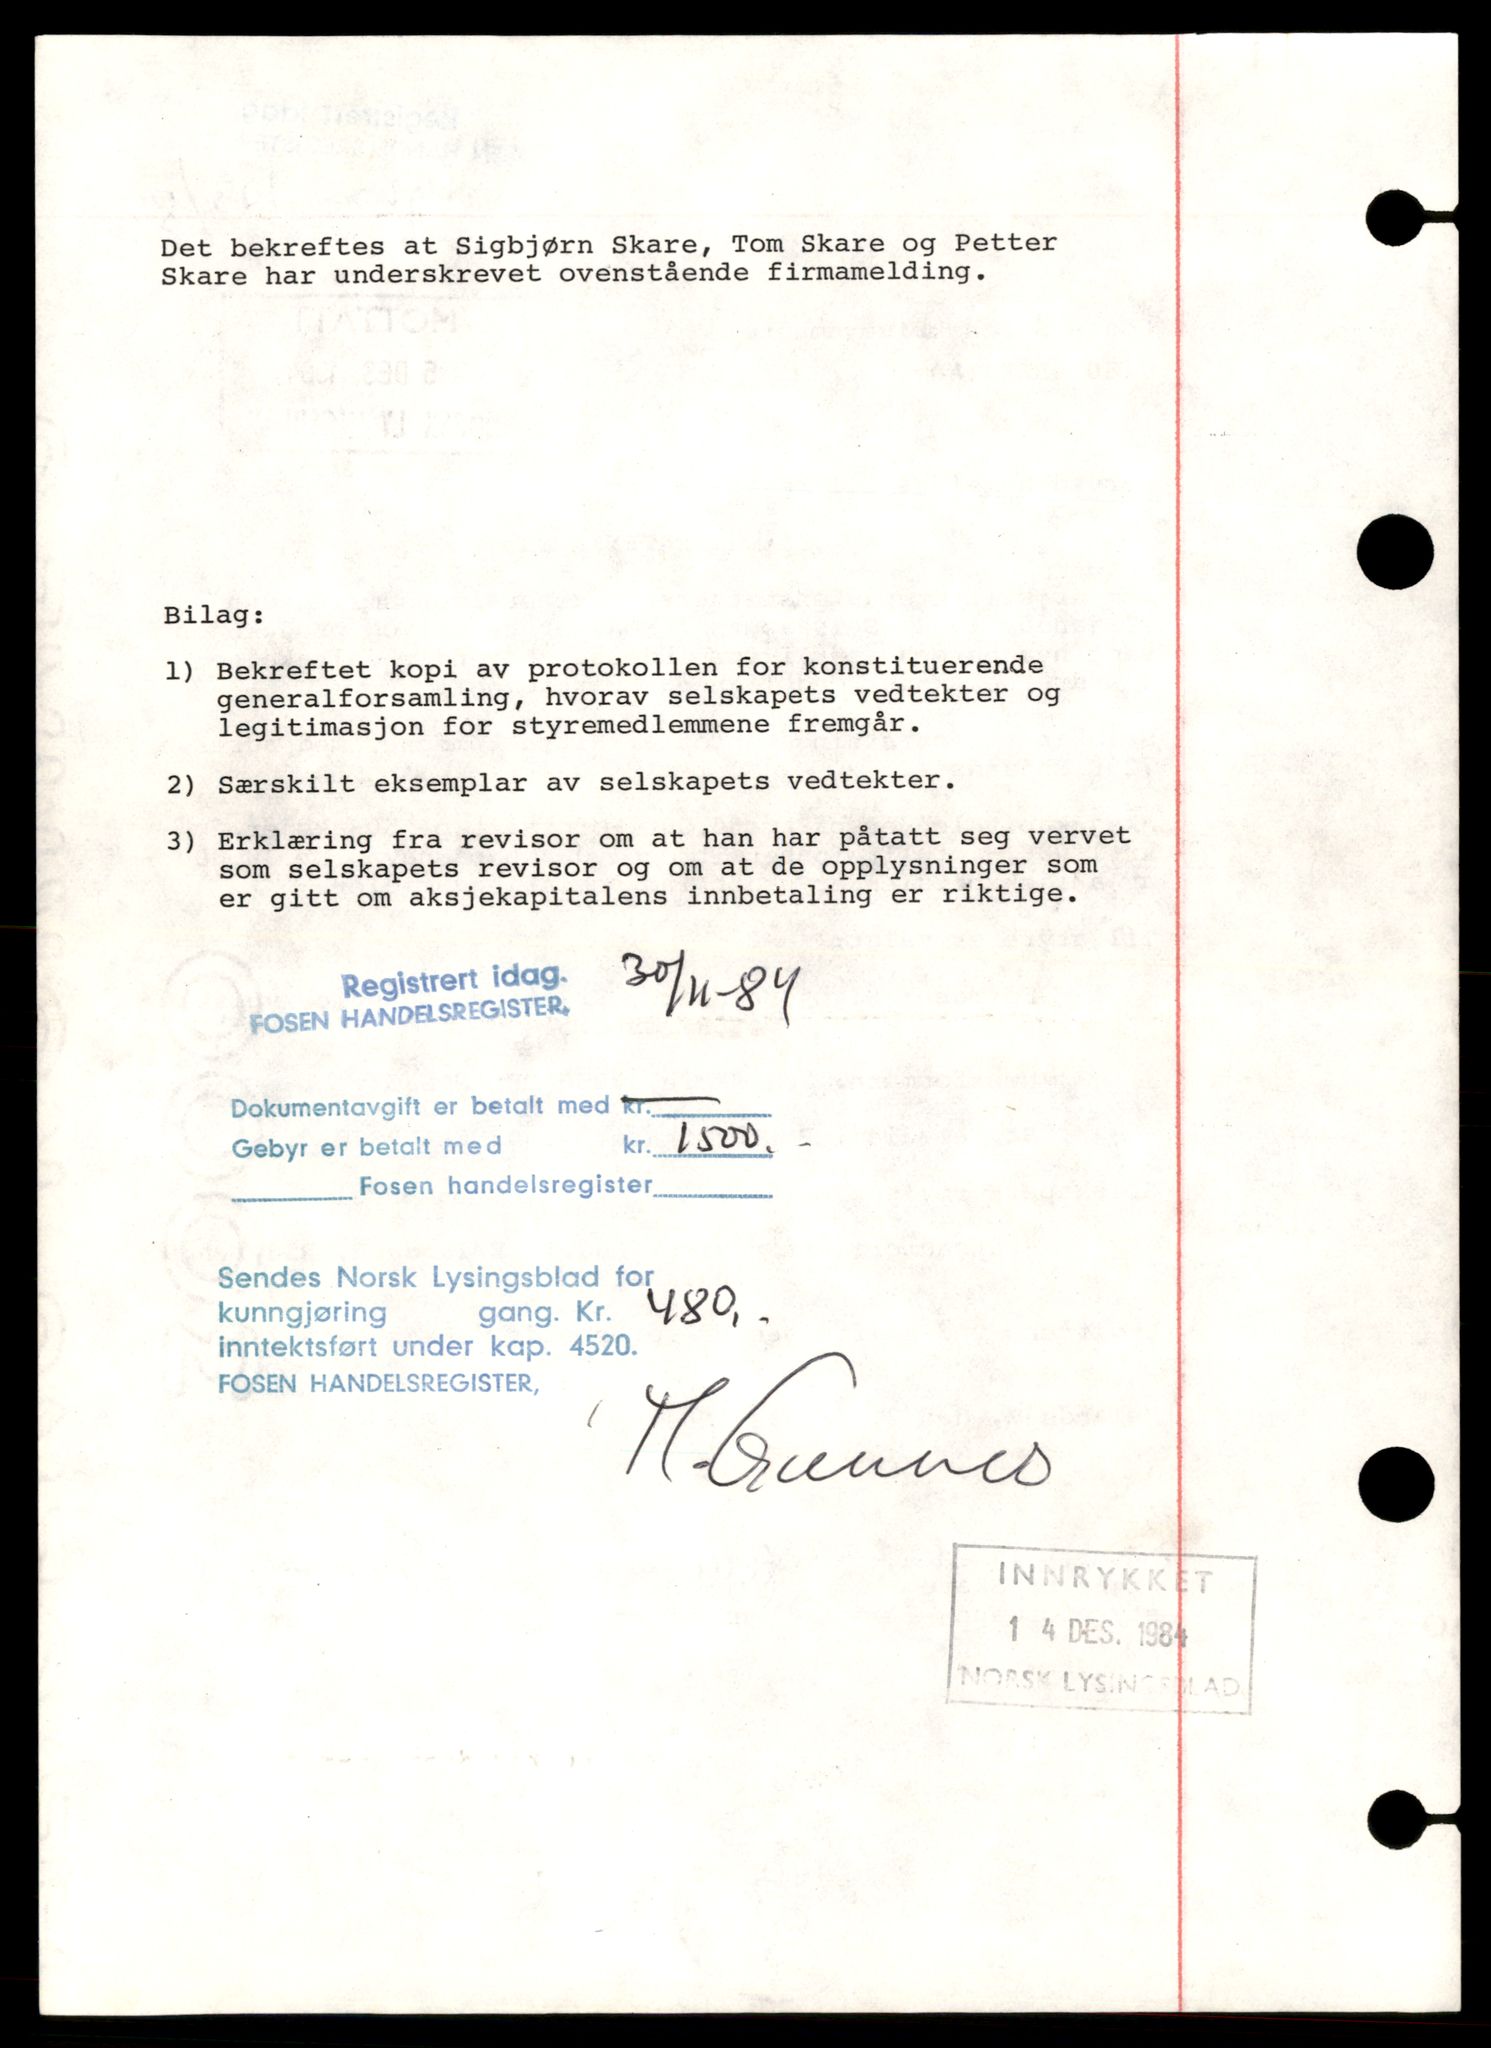 Det bekreftes at Sigbjørn Skare, Tom Skare og Petter
Skare har underskrevet ovenstående firmamelding.
Bilag:
1) Bekreftet kopi av protokollen for konstituerende
generalforsamling, hvorav selskapets vedtekter og
legitimasjon for styremedlemmene fremgår.
2) Særskilt eksemplar av selskapets vedtekter.
3) Erklæring fra revisor om at han har påtatt seg vervet
som selskapets revisor og om at de opplysninger som
er gitt om aksjekapitalens innbetaling er riktige.
Registrert idag. 30/11-84
FOSEN HANDELSREGISTER.
Dokumentavgift er betalt med kr.
Gebyr er betalt med kr. 1500.-
Fosen handelsregister
Sendes Norsk Lysingsblad for
kunngjøring gang. Kr. 480,-
inntektsført under kap. 4520.
FOSEN HANDELSREGISTER,
INNRYKKET
14 DES. 1984
NORSK LYSINGSBLAD